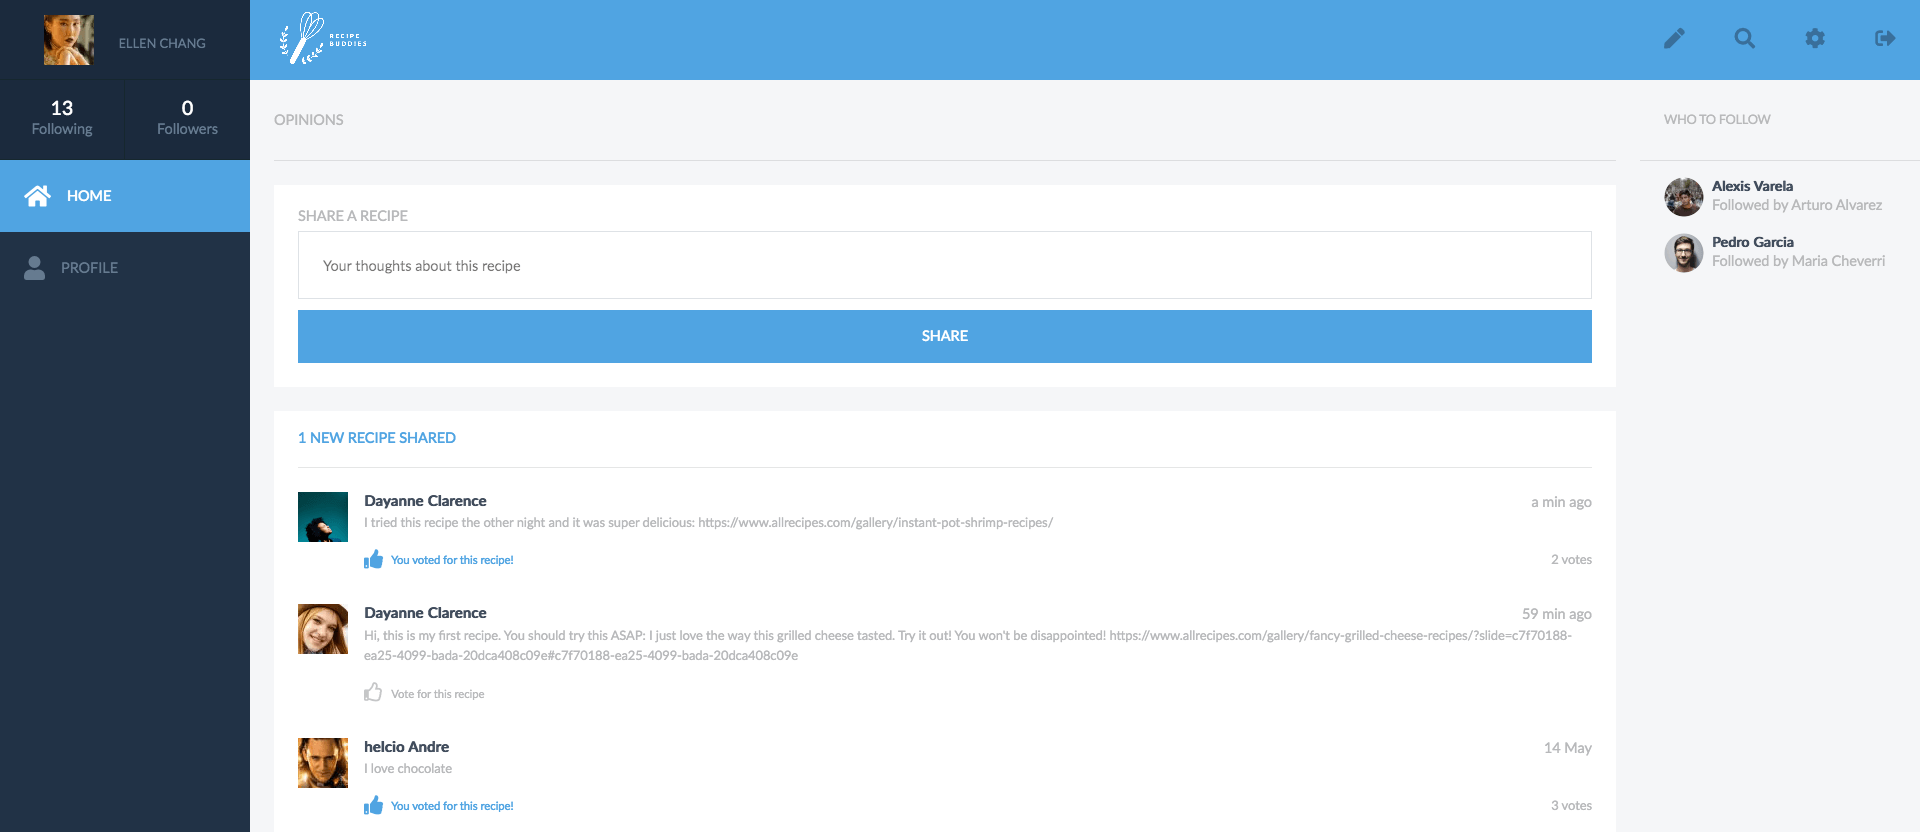 ELLEN CHANG
13
Following
0
Followers
HOME
PROFILE
RECIPE
BUDDIES
OPINIONS
SHARE A RECIPE
Your thoughts about this recipe
SHARE
1 NEW RECIPE SHARED
Dayanne Clarence
a min ago
I tried this recipe the other night and it was super delicious: https://www.allrecipes.com/gallery/instant-pot-shrimp-recipes/
You voted for this recipe!
2 votes
Dayanne Clarence
59 min ago
Hi, this is my first recipe. You should try this ASAP: I just love the way this grilled cheese tasted. Try it out! You won't be disappointed! https://www.allrecipes.com/gallery/fancy-grilled-cheese-recipes/?slide=c7f70188-
ea25-4099-bada-20dca408c09e#c7f70188-ea25-4099-bada-20dca408c09e
Vote for this recipe
helcio Andre
14 May
I love chocolate
You voted for this recipe!
3 votes
WHO TO FOLLOW
Alexis Varela
Followed by Arturo Alvarez
Pedro Garcia
Followed by Maria Cheverri